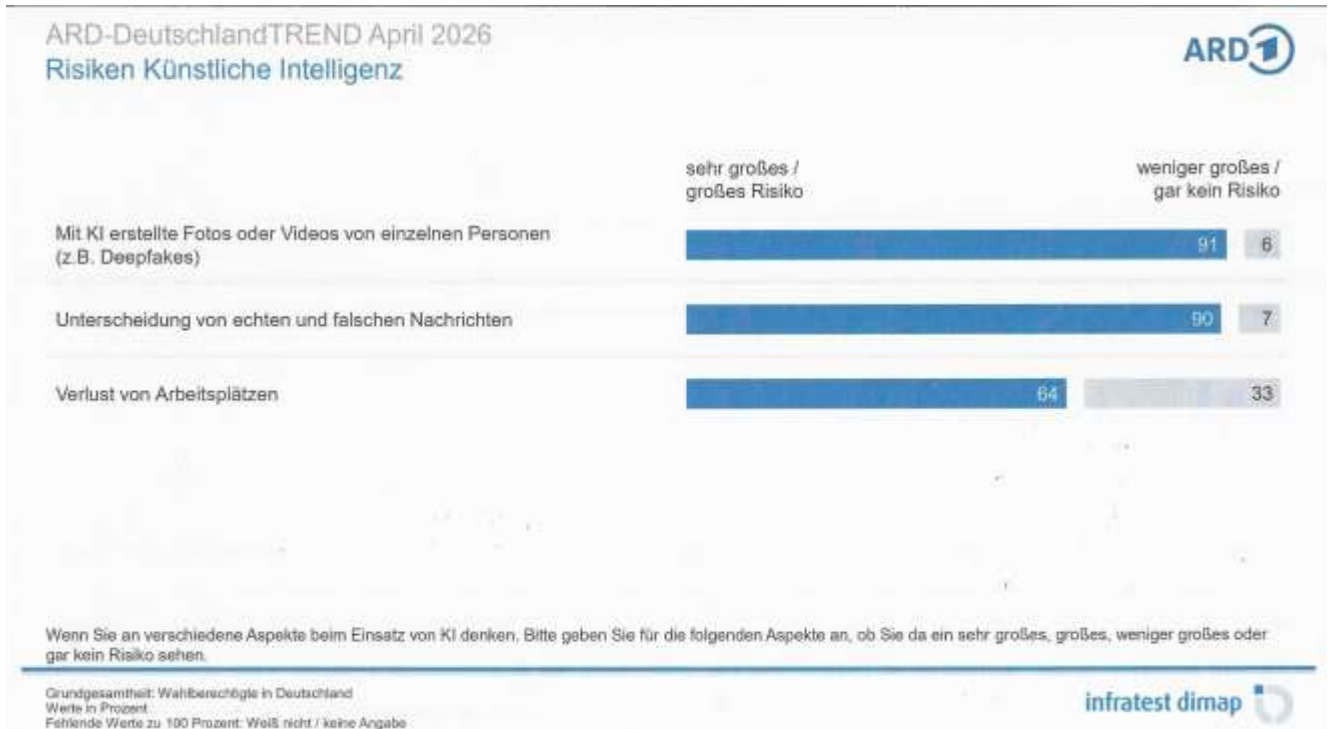 ARD-DeutschlandTREND April 2026
Risiken Künstliche Intelligenz
ARD 1
sehr großes /
großes Risiko
weniger großes /
gar kein Risiko
Mit KI erstellte Fotos oder Videos von einzelnen Personen
(z.B. Deepfakes)
91 6
Unterscheidung von echten und falschen Nachrichten
90 7
Verlust von Arbeitsplätzen
64 33
Wenn Sie an verschiedene Aspekte beim Einsatz von KI denken. Bitte geben Sie für die folgenden Aspekte an, ob Sie da ein sehr großes, großes, weniger großes oder
gar kein Risiko sehen.
Grundgesamtheit: Wahlberechtigte in Deutschland
Werte in Prozent
Fehlende Werte zu 100 Prozent: Weiß nicht / keine Angabe
infratest dimap